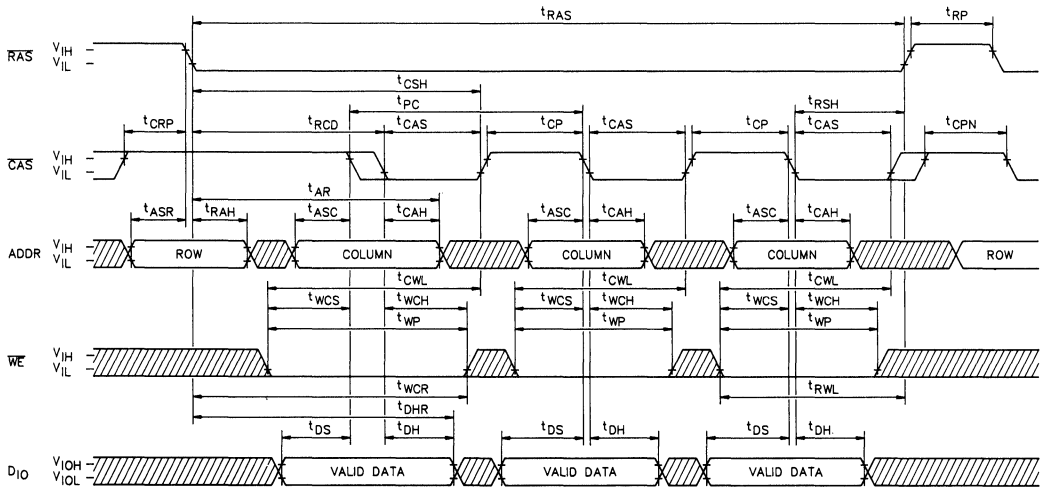 tRAS tRP
RAS VIH VIL
tCSH
tPC tRSH
tCRP tRCD tCAS tCP tCAS tCP tCAS tCPN
CAS VIH VIL
tAR
tASR tRAH tASC tCAH tASC tCAH tASC tCAH
ADDR VIH VIL ROW COLUMN COLUMN COLUMN ROW
tCWL tCWL tCWL
tWCS tWCH tWCS tWCH tWCS tWCH
tWP tWP tWP
WE VIH VIL
tWCR tRWL
tDHR
tDS tDH tDS tDH tDS tDH.
DIO VIOH VIOL VALID DATA VALID DATA VALID DATA